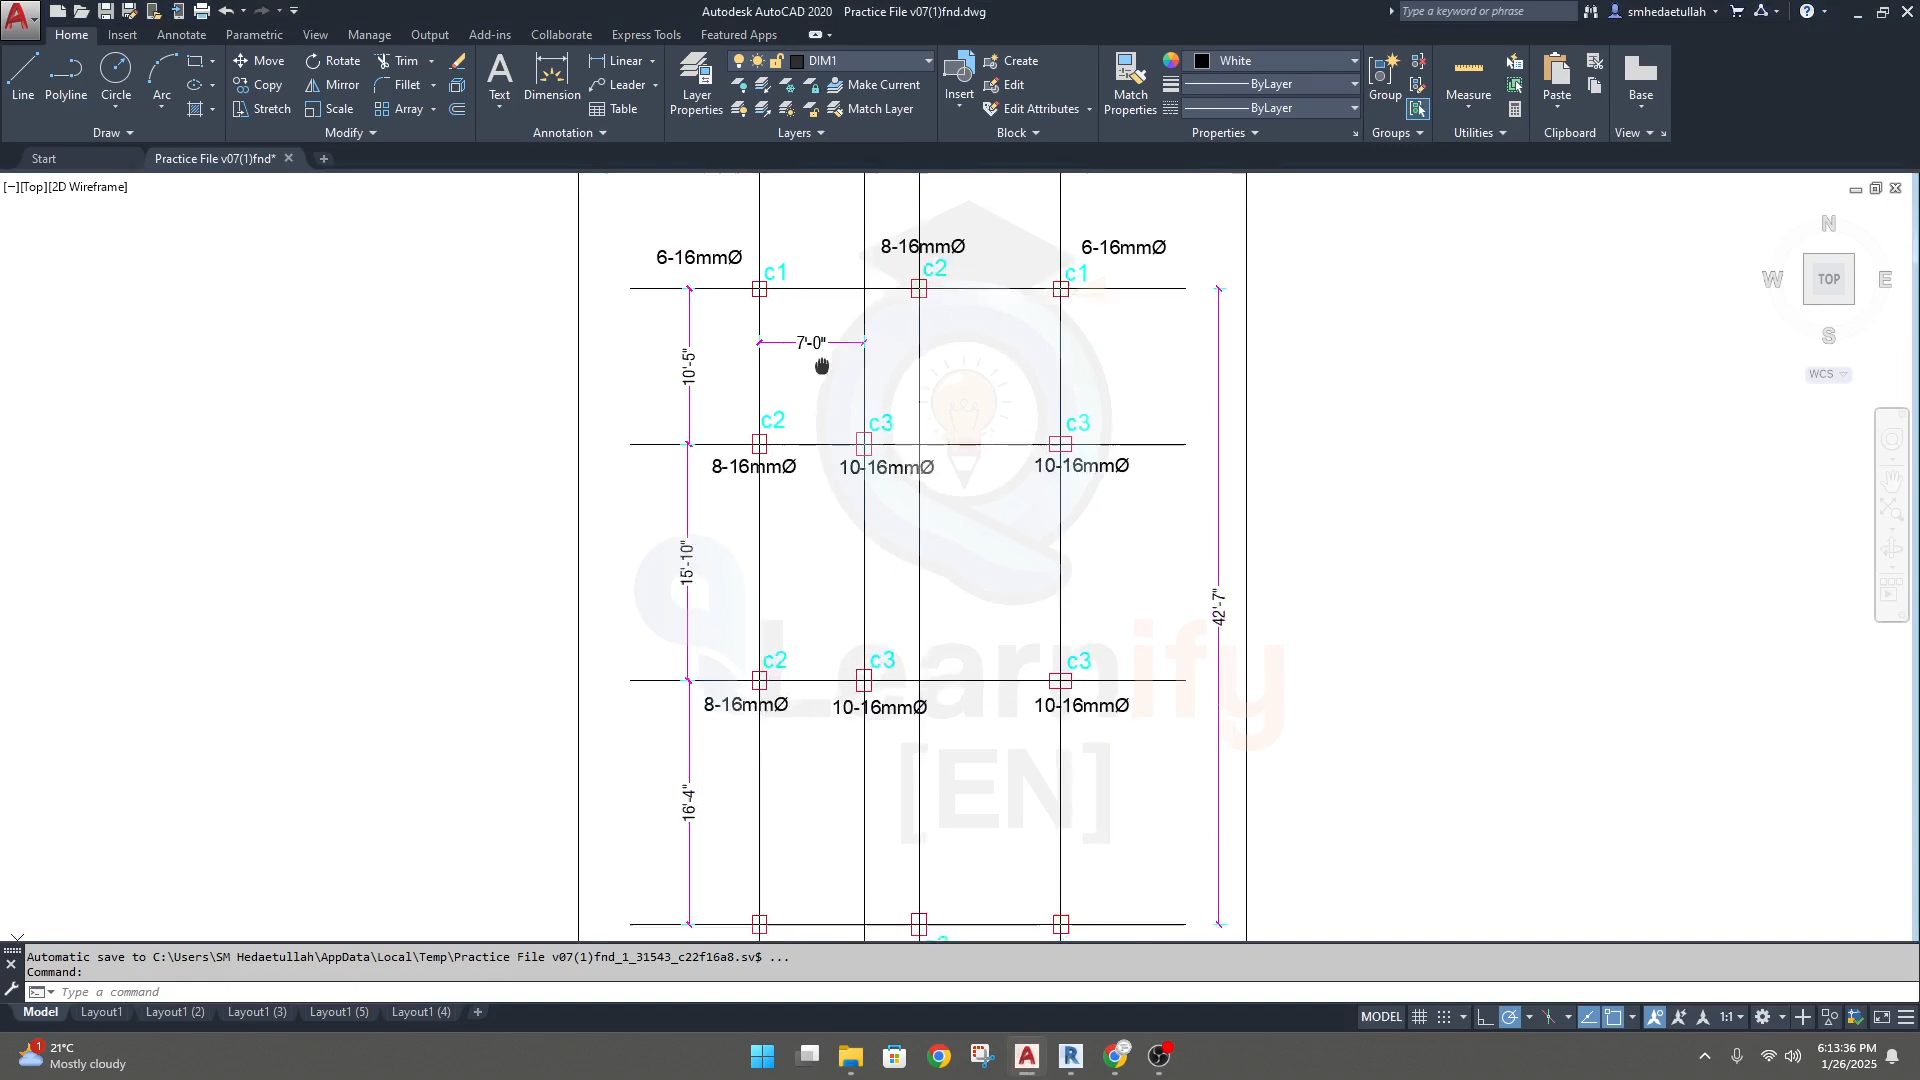 Autodesk AutoCAD 2020 Practice File v07(1)fnd.dwg
Type a keyword or phrase
smhedaetullah
Home Insert Annotate Parametric View Manage Output Add-ins Collaborate Express Tools Featured Apps
Line Polyline Circle Arc
Draw
Move Rotate Trim
Copy Mirror Fillet
Stretch Scale Array
Modify
Text Dimension
Linear
Leader
Table
Annotation
Layer Properties
DIM1
Make Current
Match Layer
Layers
Insert
Create
Edit
Edit Attributes
Block
Match Properties
White
ByLayer
ByLayer
Properties
Group
Groups
Measure
Utilities
Paste
Clipboard
Base
View
Start
Practice File v07(1)fnd*
[−][Top][2D Wireframe]
N
W TOP E
S
WCS
6-16mmØ 8-16mmØ 6-16mmØ
c1 c2 c1
7'-0"
10'-5"
c2 c3 c3
8-16mmØ 10-16mmØ 10-16mmØ
15'-10"
42'-7"
c2 c3 c3
8-16mmØ 10-16mmØ 10-16mmØ
16'-4"
Learnify
[EN]
Automatic save to C:\Users\SM Hedaetullah\AppData\Local\Temp\Practice File v07(1)fnd_1_31543_c22f16a8.sv$ ...
Command:
Type a command
Model Layout1 Layout1 (2) Layout1 (3) Layout1 (5) Layout1 (4)
MODEL 1:1
1
21°C
Mostly cloudy
6:13:36 PM
1/26/2025